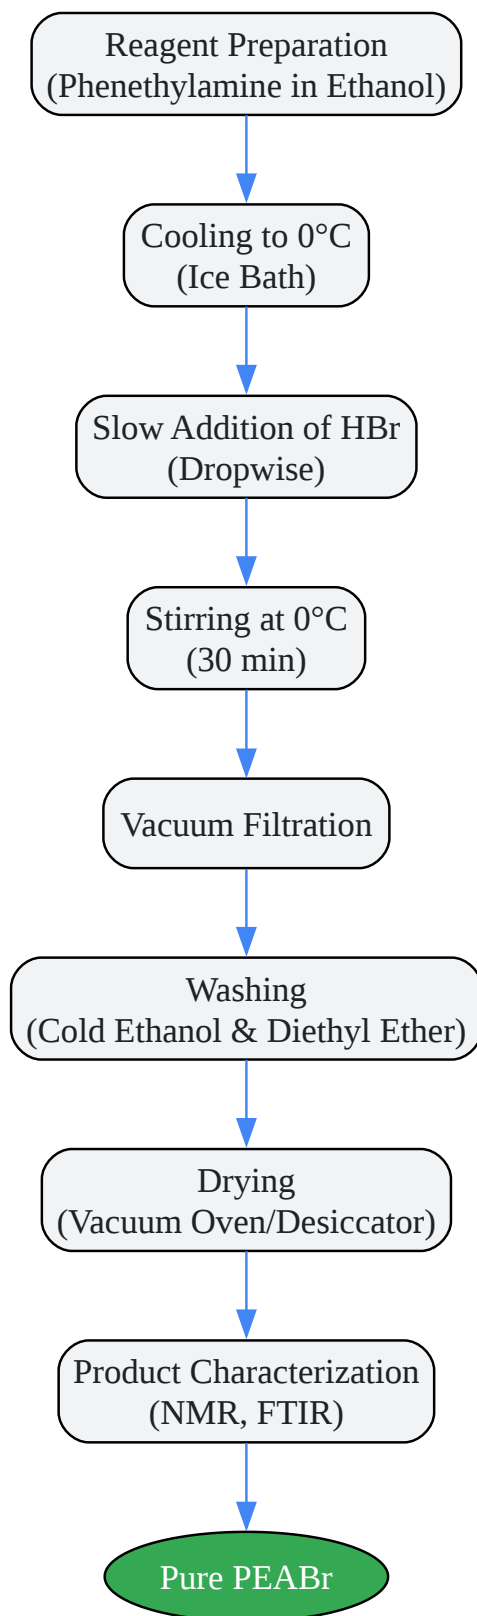 Reagent Preparation
(Phenethylamine in Ethanol)
Cooling to 0°C
(Ice Bath)
Slow Addition of HBr
(Dropwise)
Stirring at 0°C
(30 min)
Vacuum Filtration
Washing
(Cold Ethanol & Diethyl Ether)
Drying
(Vacuum Oven/Desiccator)
Product Characterization
(NMR, FTIR)
Pure PEABr